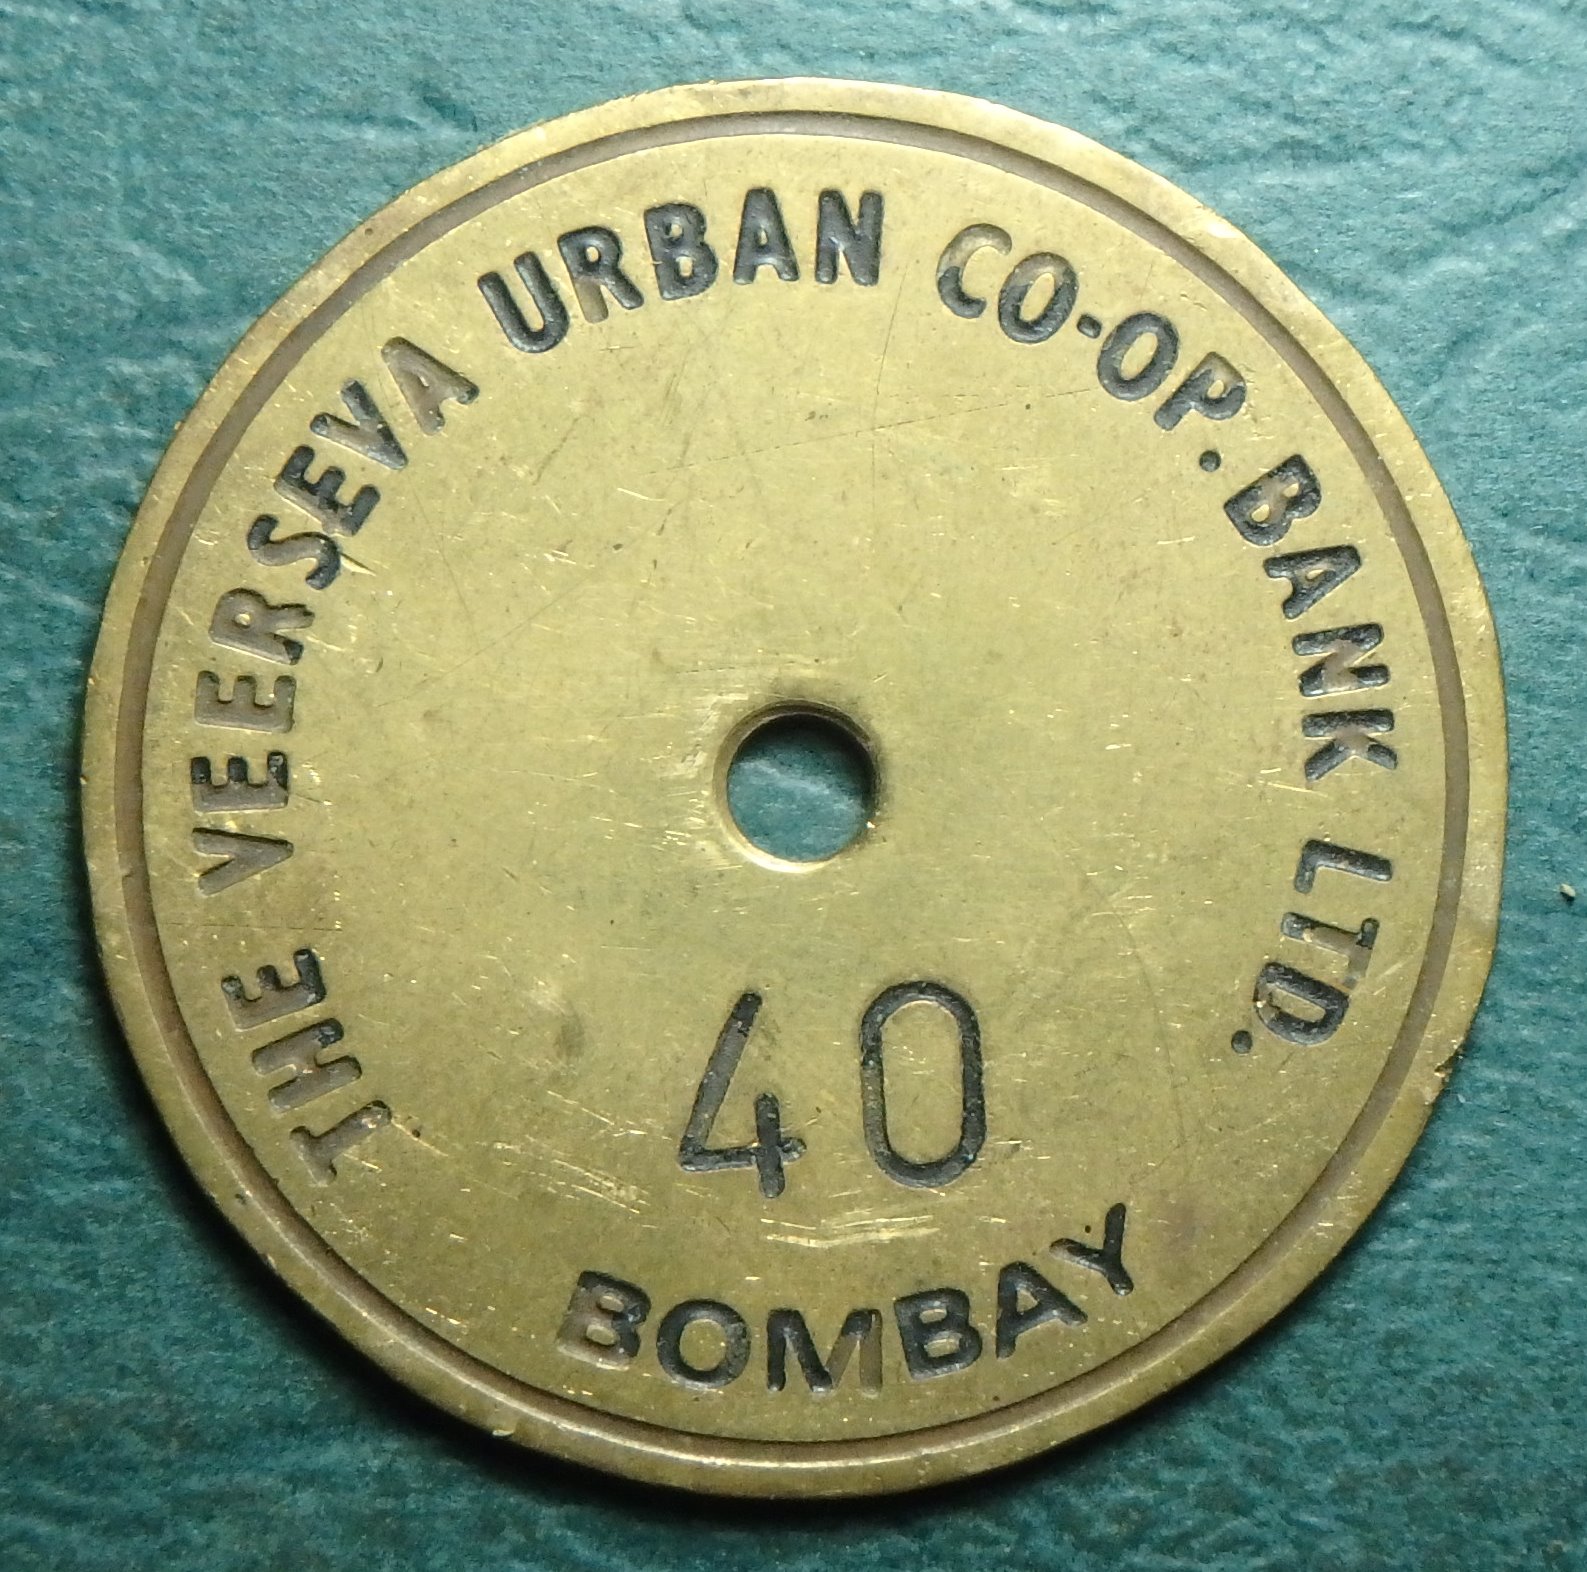 THE VEERSEVA URBAN CO-OP. BANK LTD.
40
BOMBAY